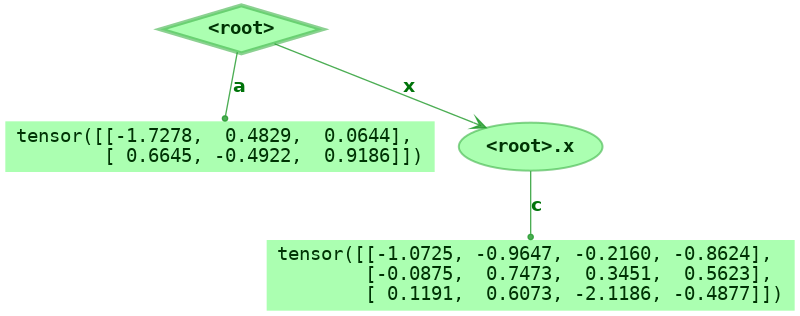 <root>
a
x
tensor([[-1.7278,  0.4829,  0.0644],
        [ 0.6645, -0.4922,  0.9186]])
<root>.x
c
tensor([[-1.0725, -0.9647, -0.2160, -0.8624],
        [-0.0875,  0.7473,  0.3451,  0.5623],
        [ 0.1191,  0.6073, -2.1186, -0.4877]])